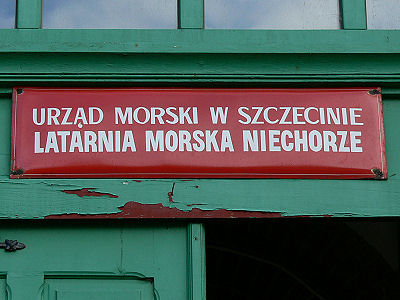 URZĄD MORSKI W SZCZECINIE
LATARNIA MORSKA NIECHORZE